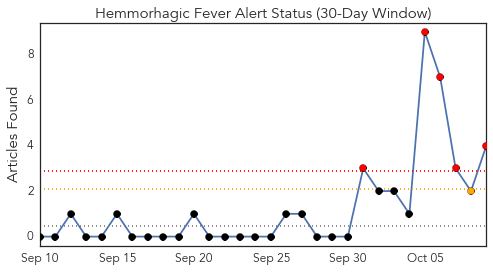 Hemmorhagic Fever Alert Status (30-Day Window)
Articles Found
8
6
4
2
0
Sep 10 Sep 15 Sep 20 Sep 25 Sep 30 Oct 05